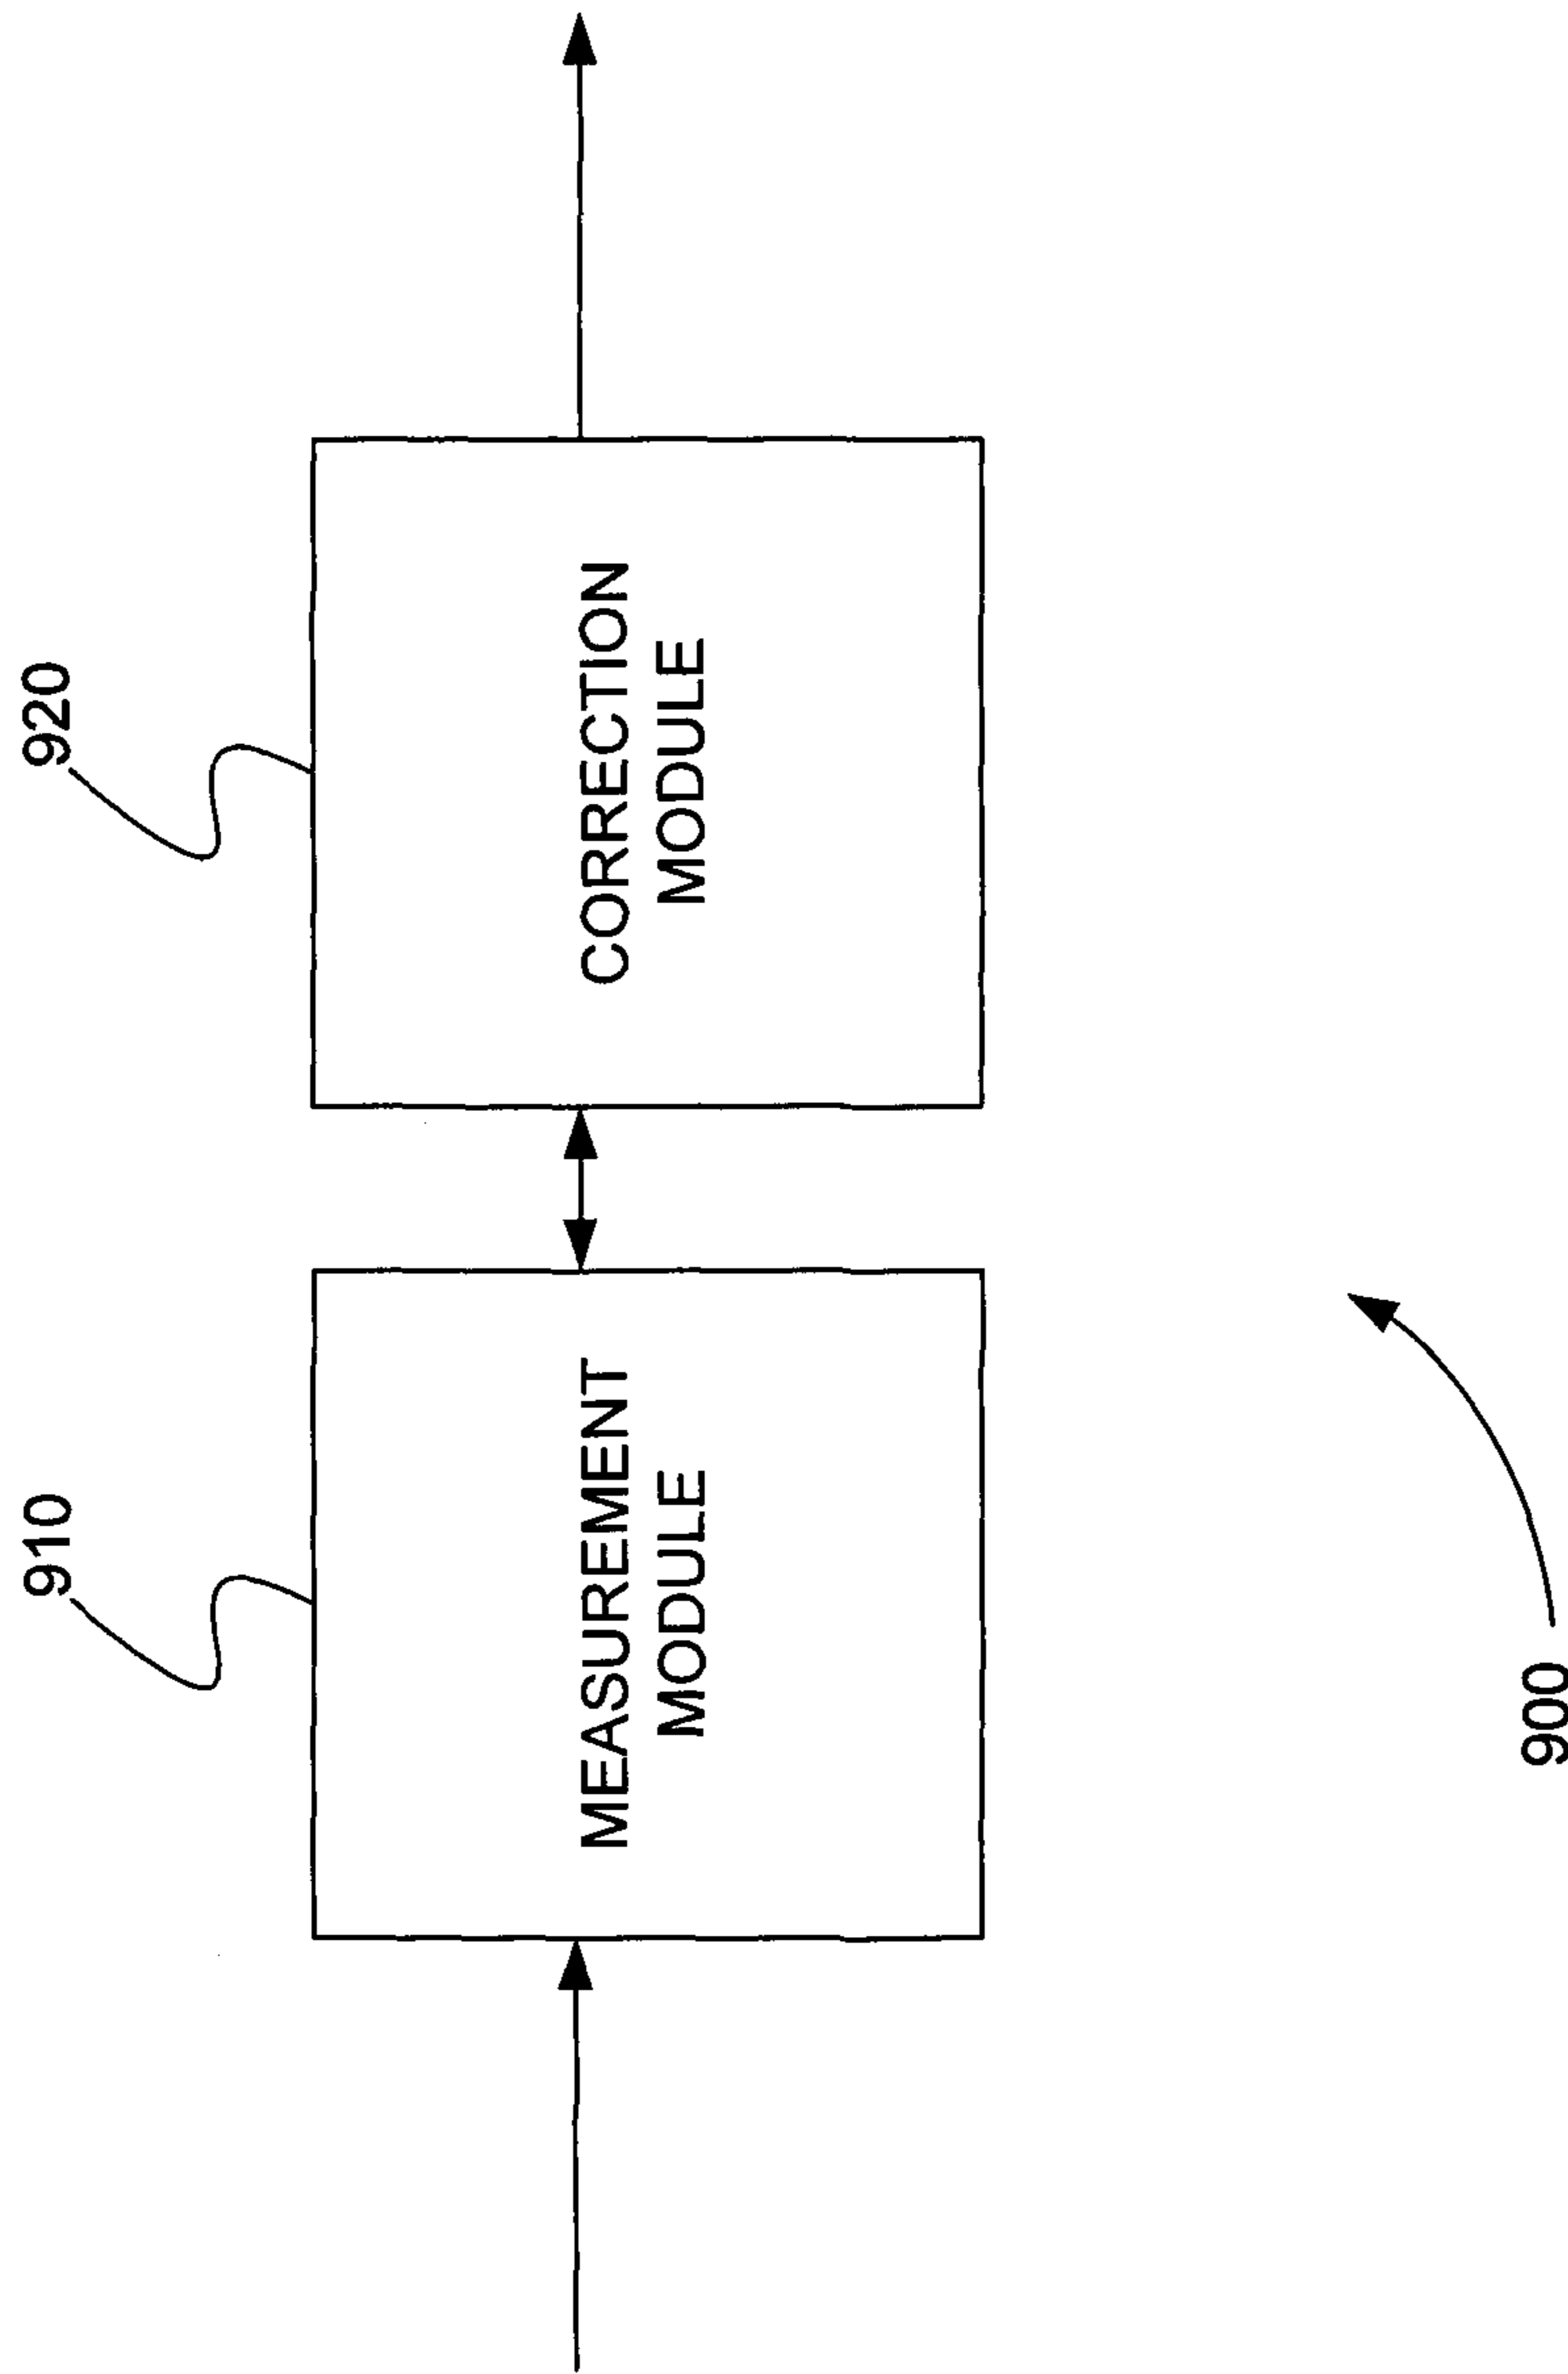 910
920
MEASUREMENT
MODULE
CORRECTION
MODULE
900